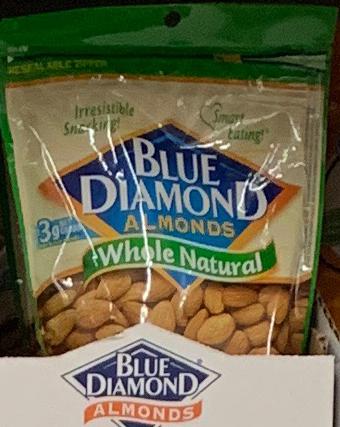 RESEALABLE ZIPPER
Irresistible
Snacking!
Smart
Eating!
BLUE
DIAMOND
ALMONDS
3g
Whole Natural
BLUE
DIAMOND
ALMONDS